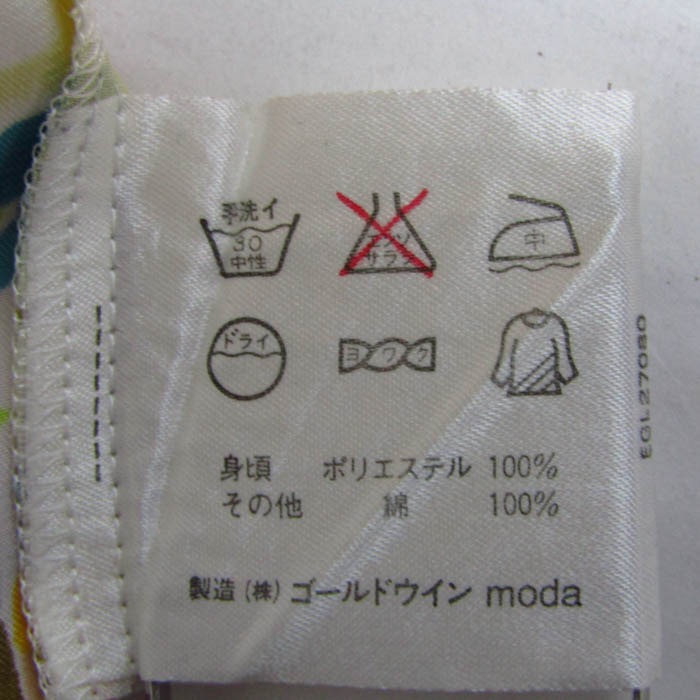 手洗イ
30
中性
エンソ
サラシ
中
ドライ
ヨワク
身頃 ポリエステル 100%
その他 綿 100%
製造(株)ゴールドウイン moda
EGL27080